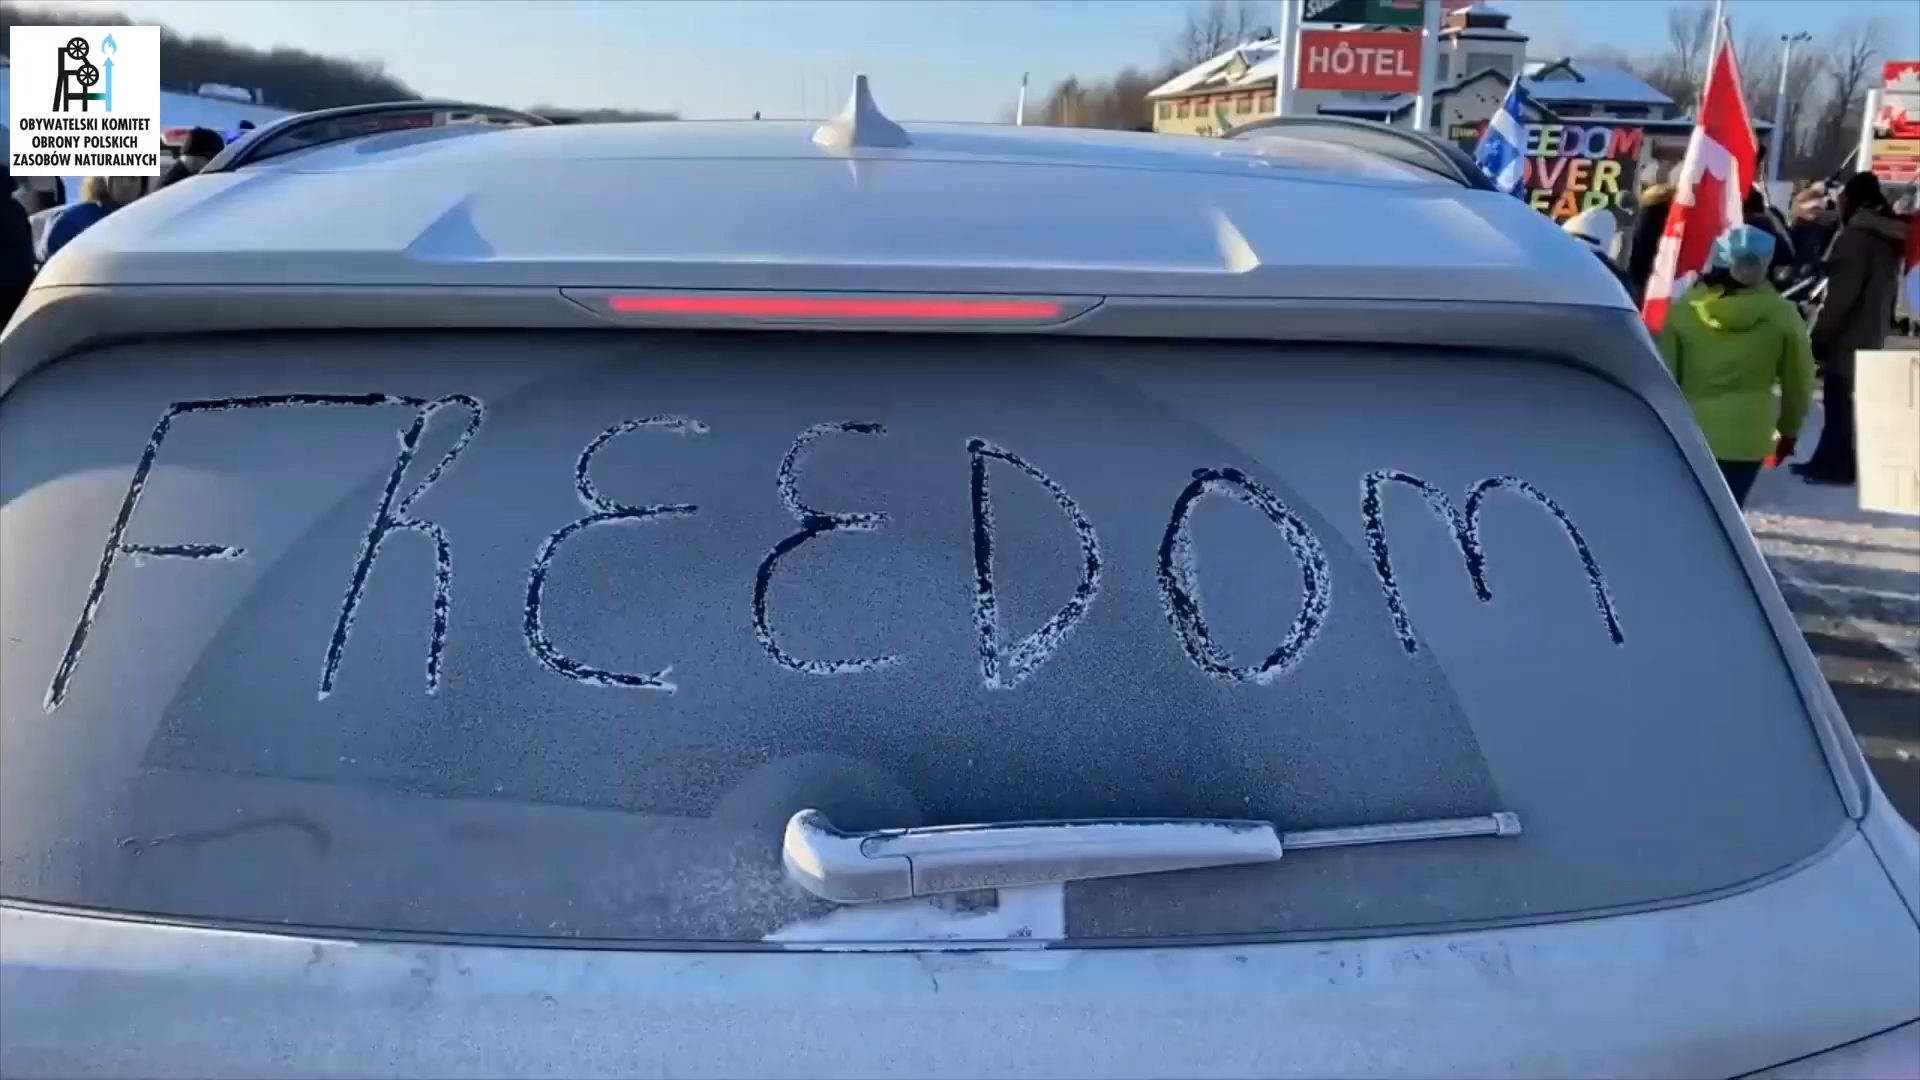 OBYWATELSKI KOMITET
OBRONY POLSKICH
ZASOBÓW NATURALNYCH
HÔTEL
FREEDOM